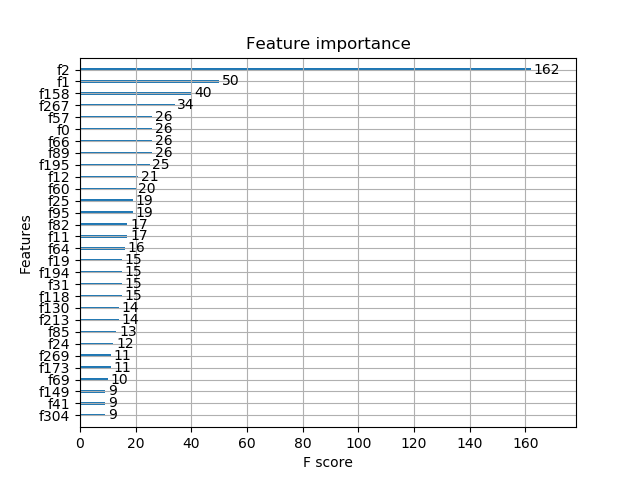 Feature importance
f2 162
f1 50
f158 40
f267 34
f57 26
f0 26
f66 26
f89 26
f195 25
f12 21
f60 20
f25 19
f95 19
f82 17
f11 17
f64 16
f19 15
f194 15
f31 15
f118 15
f130 14
f213 14
f85 13
f24 12
f269 11
f173 11
f69 10
f149 9
f41 9
f304 9
Features
0 20 40 60 80 100 120 140 160
F score